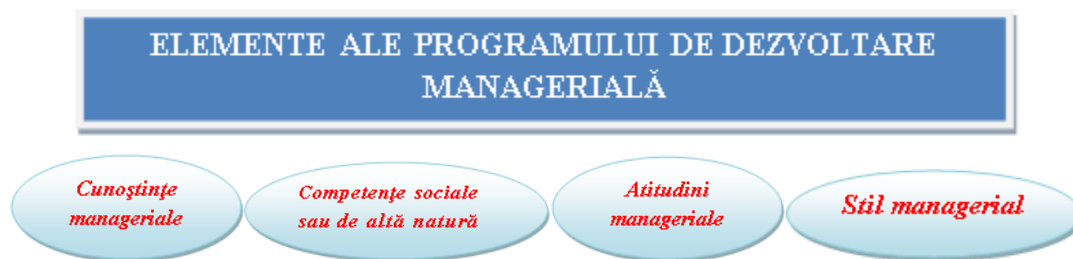 ELEMENTE ALE PROGRAMULUI DE DEZVOLTARE
MANAGERIALĂ
Cunoştinţe
manageriale
Competenţe sociale
sau de altă natură
Atitudini
manageriale
Stil managerial